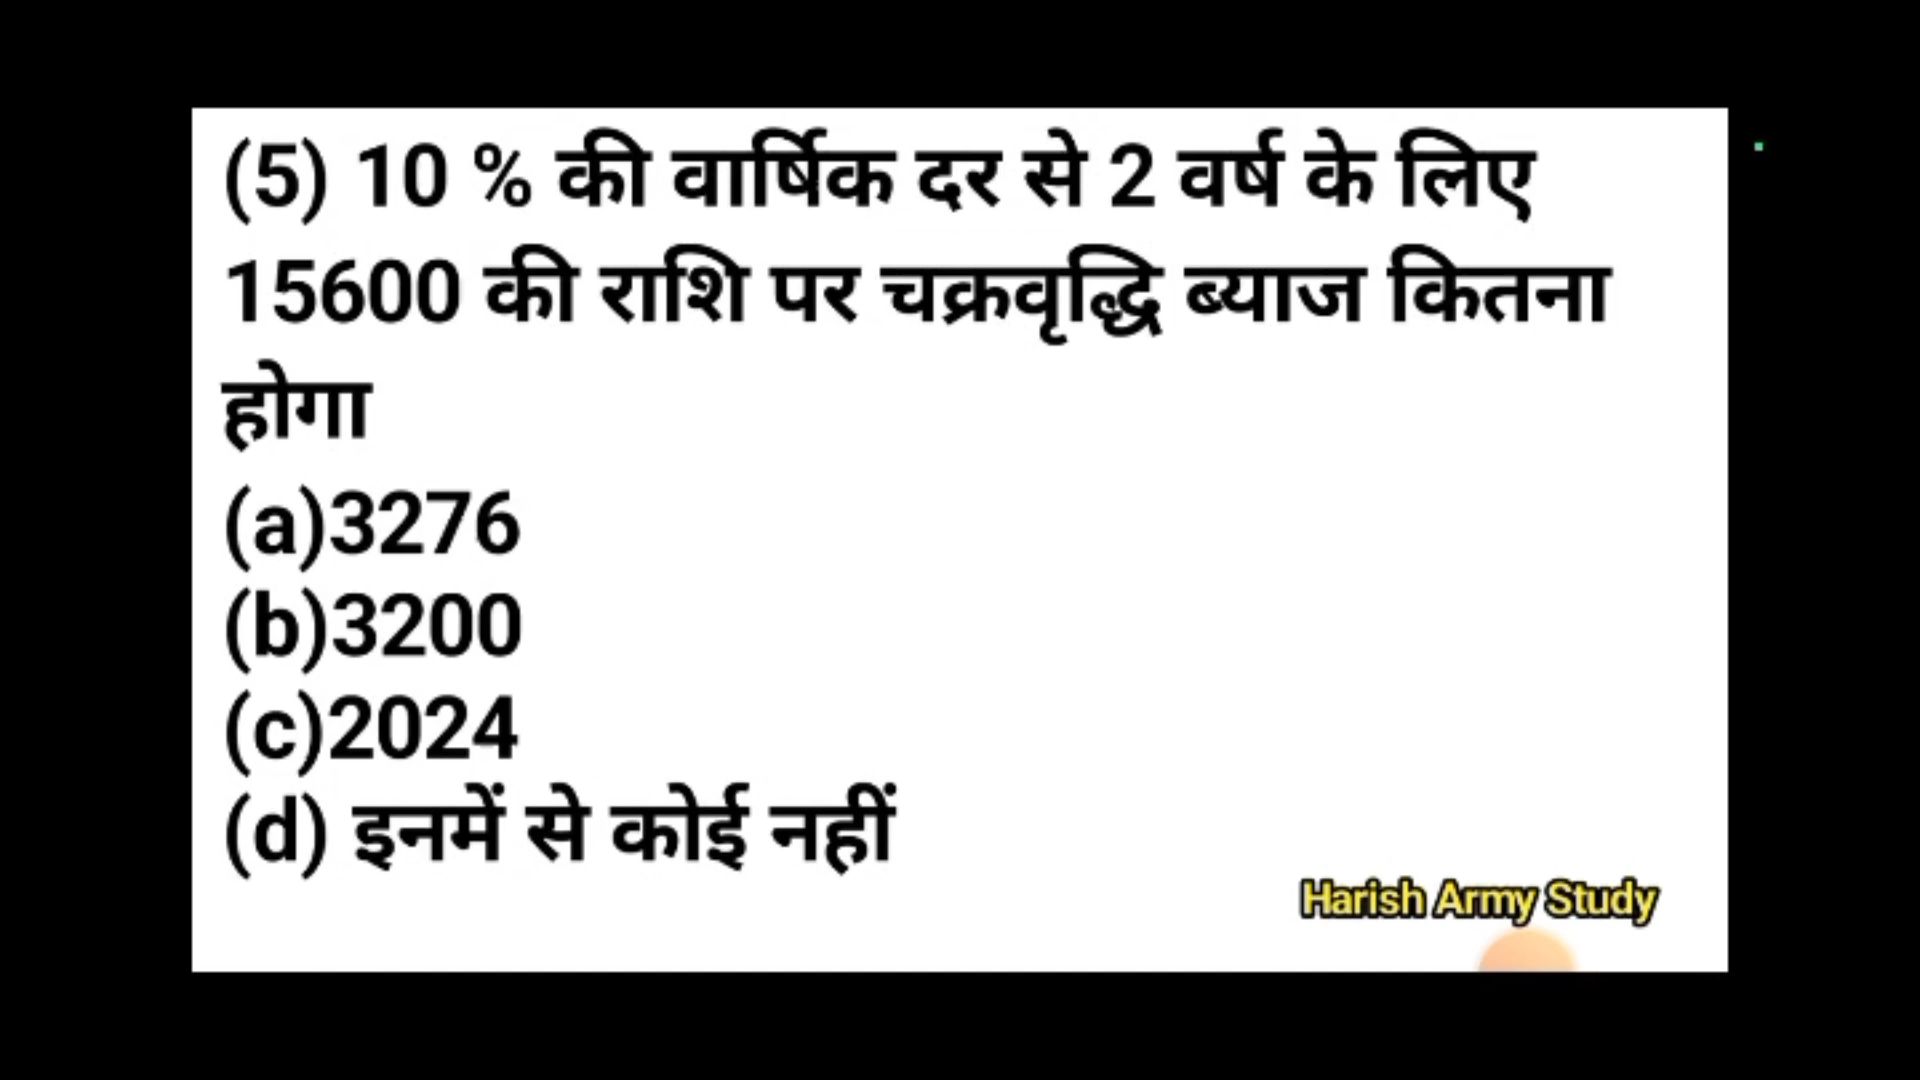 (5) 10 % की वार्षिक दर से 2 वर्ष के लिए
15600 की राशि पर चक्रवृद्धि ब्याज कितना
होगा
(a)3276
(b)3200
(c)2024
(d) इनमें से कोई नहीं
Harish Army Study